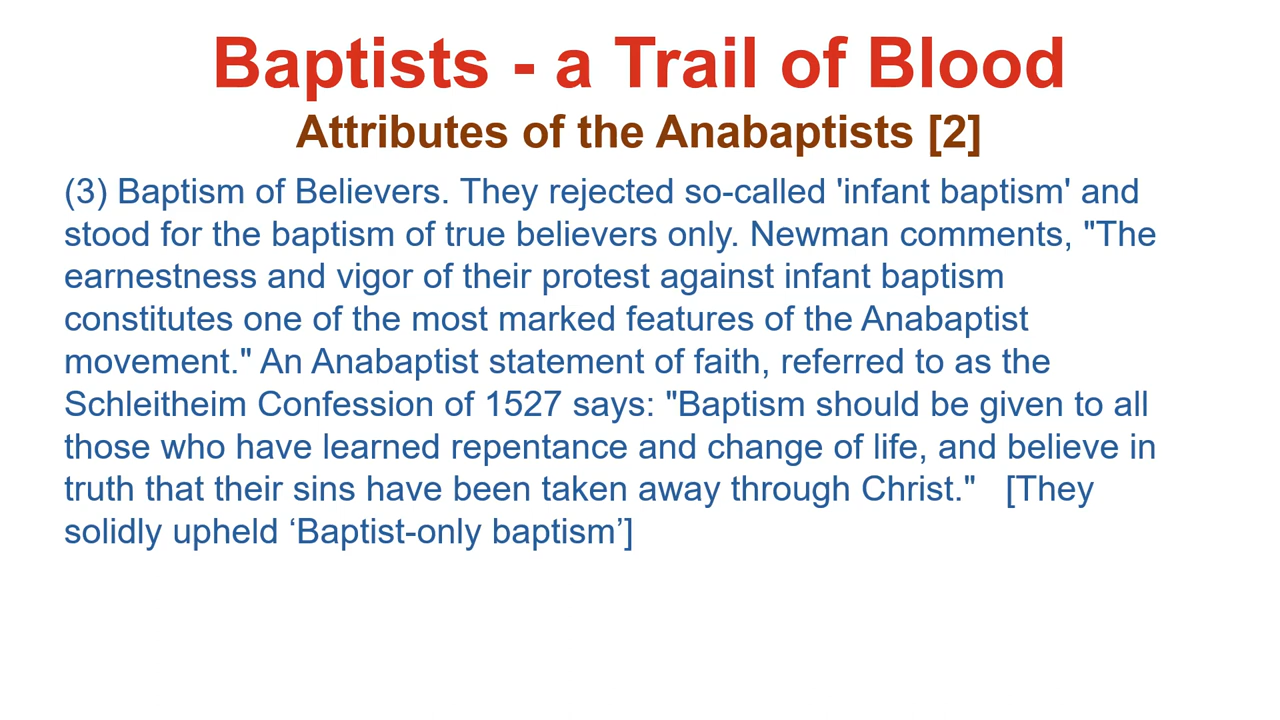 Baptists - a Trail of Blood
Attributes of the Anabaptists [2]
(3) Baptism of Believers. They rejected so-called 'infant baptism' and
stood for the baptism of true believers only. Newman comments, "The
earnestness and vigor of their protest against infant baptism
constitutes one of the most marked features of the Anabaptist
movement." An Anabaptist statement of faith, referred to as the
Schleitheim Confession of 1527 says: "Baptism should be given to all
those who have learned repentance and change of life, and believe in
truth that their sins have been taken away through Christ."   [They
solidly upheld ‘Baptist-only baptism’]